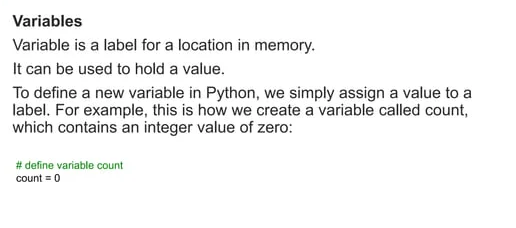 Variables
Variable is a label for a location in memory.
It can be used to hold a value.
To define a new variable in Python, we simply assign a value to a
label. For example, this is how we create a variable called count,
which contains an integer value of zero:
# define variable count
count = 0